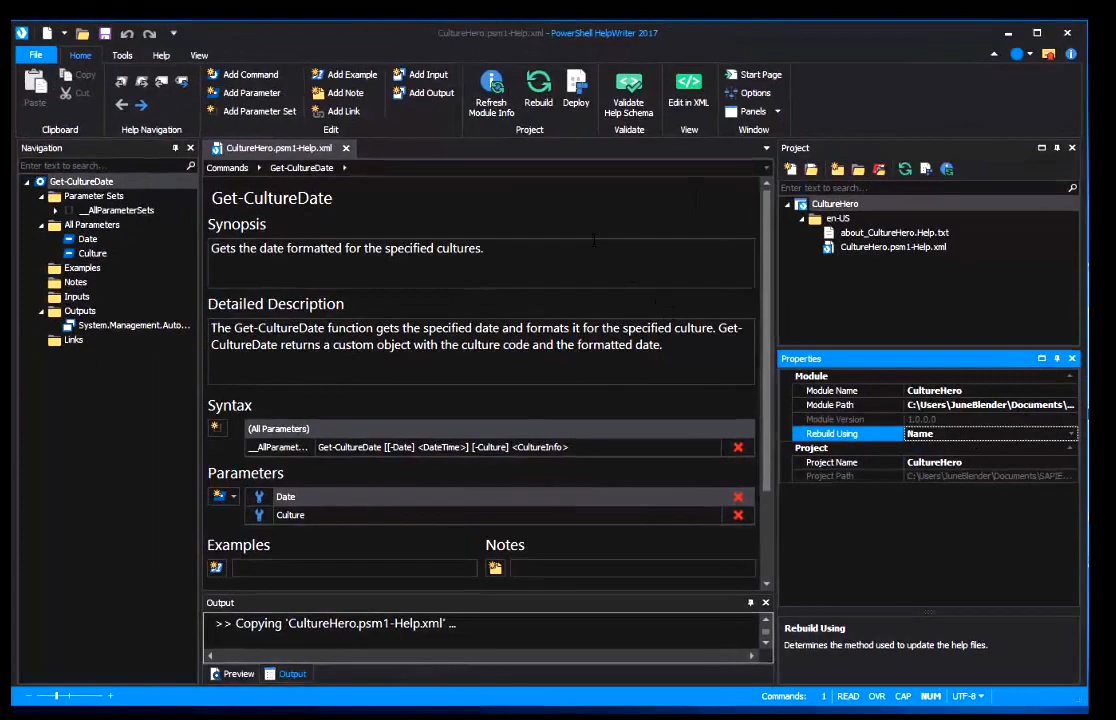 CultureHero.psm1-Help.xml - PowerShell HelpWriter 2017
File Home Tools Help View
Paste
Copy
Cut
Clipboard
Help Navigation
Add Command
Add Parameter
Add Parameter Set
Add Example
Add Note
Add Link
Add Input
Add Output
Edit
Refresh
Module Info
Rebuild
Deploy
Project
Validate
Help Schema
Validate
Edit in XML
View
Start Page
Options
Panels
Window
Navigation
Enter text to search...
Get-CultureDate
Parameter Sets
__AllParameterSets
All Parameters
Date
Culture
Examples
Notes
Inputs
Outputs
System.Management.Auto...
Links
CultureHero.psm1-Help.xml
Commands Get-CultureDate
Get-CultureDate
Synopsis
Gets the date formatted for the specified cultures.
Detailed Description
The Get-CultureDate function gets the specified date and formats it for the specified culture. Get-
CultureDate returns a custom object with the culture code and the formatted date.
Syntax
(All Parameters)
__AllParamet... Get-CultureDate [[-Date] <DateTime>] [-Culture] <CultureInfo>
Parameters
Date
Culture
Examples Notes
Output
>> Copying 'CultureHero.psm1-Help.xml' ...
Preview Output
Project
Enter text to search...
CultureHero
en-US
about_CultureHero.Help.txt
CultureHero.psm1-Help.xml
Properties
Module
Module Name CultureHero
Module Path C:\Users\JuneBlender\Documents\...
Module Version 1.0.0.0
Rebuild Using Name
Project
Project Name CultureHero
Project Path C:\Users\JuneBlender\Documents\SAPIE...
Rebuild Using
Determines the method used to update the help files.
Commands: 1 READ OVR CAP NUM UTF-8